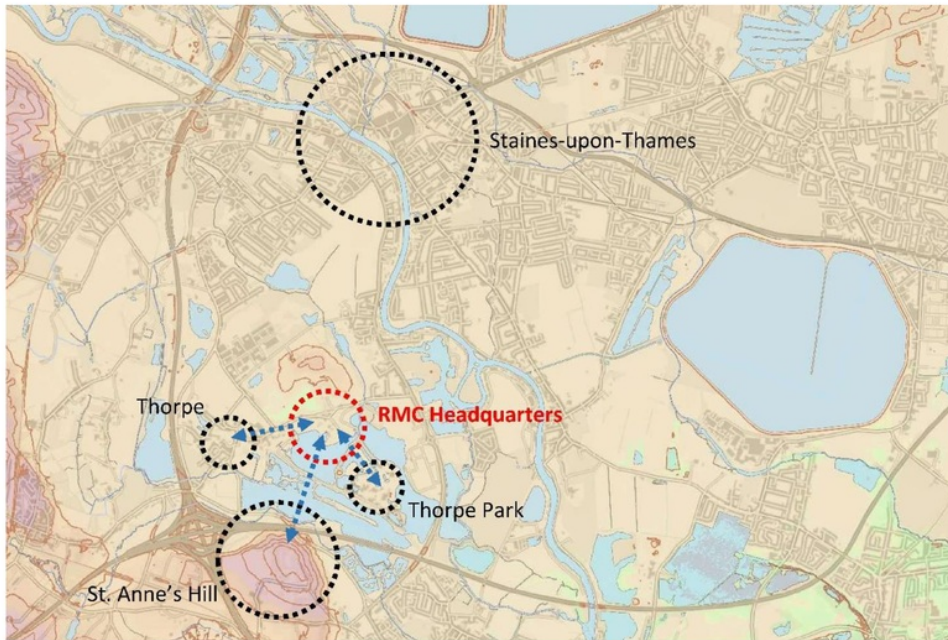 Staines-upon-Thames
Thorpe
RMC Headquarters
Thorpe Park
St. Anne's Hill